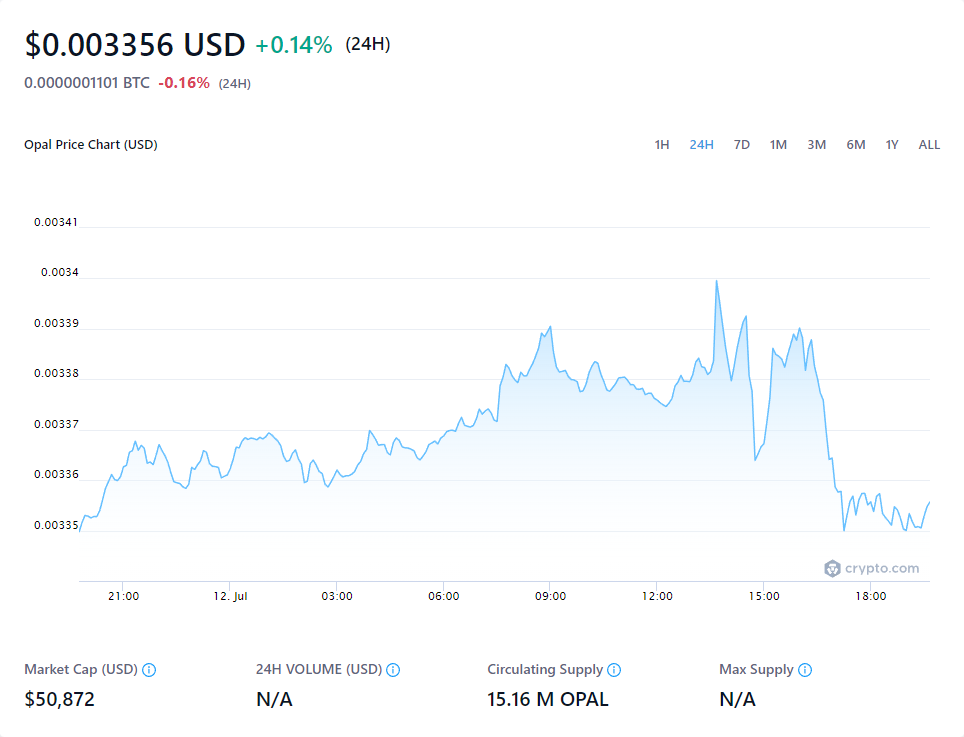 $0.003356 USD +0.14% (24H)
0.0000001101 BTC -0.16% (24H)
Opal Price Chart (USD) 1H 24H 7D 1M 3M 6M 1Y ALL
0.00341
0.0034
0.00339
0.00338
0.00337
0.00336
0.00335
crypto.com
21:00 12. Jul 03:00 06:00 09:00 12:00 15:00 18:00
Market Cap (USD) 24H VOLUME (USD) Circulating Supply Max Supply
$50,872 N/A 15.16 M OPAL N/A